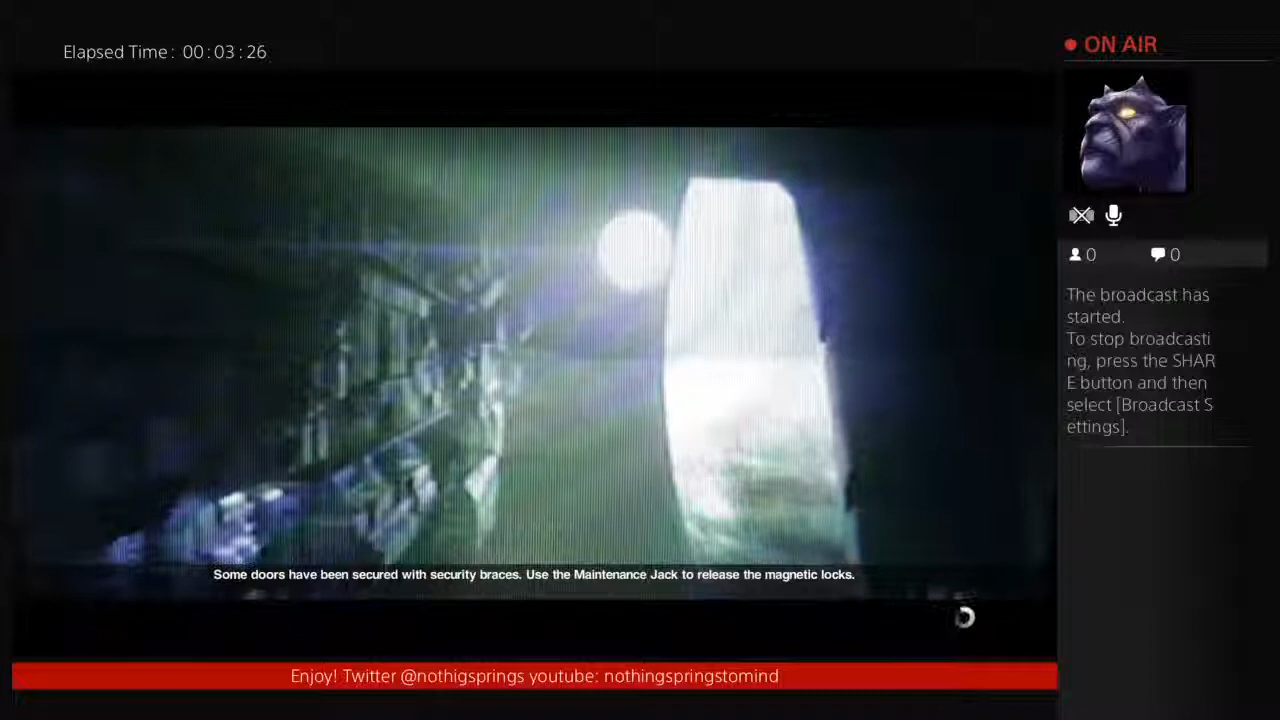 Elapsed Time: 00:03:26
ON AIR
0
0
The broadcast has
started.
To stop broadcasti
ng, press the SHAR
E button and then
select [Broadcast S
ettings].
Some doors have been secured with security braces. Use the Maintenance Jack to release the magnetic locks.
Enjoy! Twitter @nothigsprings youtube: nothingspringstomind